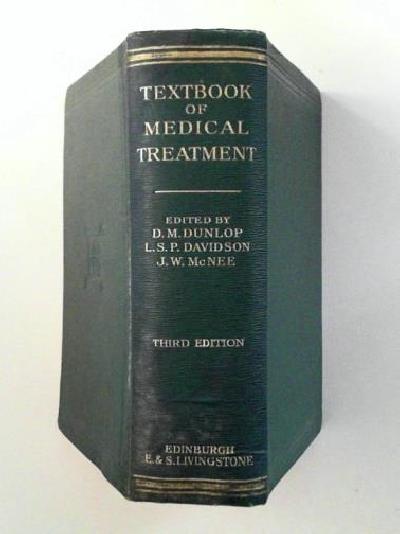 TEXTBOOK
OF
MEDICAL
TREATMENT
EDITED BY
D. M. DUNLOP
L. S. P. DAVIDSON
J. W. McNEE
THIRD EDITION
EDINBURGH
E & S. LIVINGSTONE